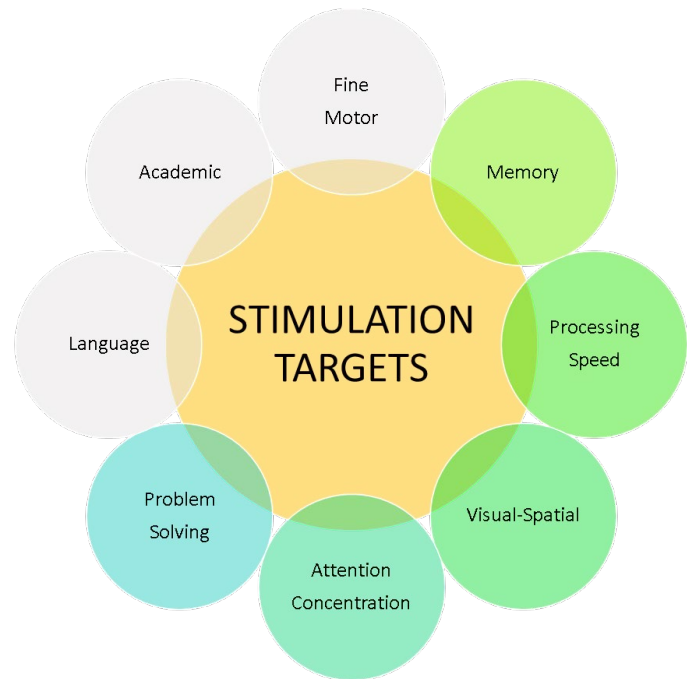 Fine
Motor
Memory
Processing
Speed
Visual-Spatial
Attention
Concentration
Problem
Solving
Language
Academic
STIMULATION
TARGETS